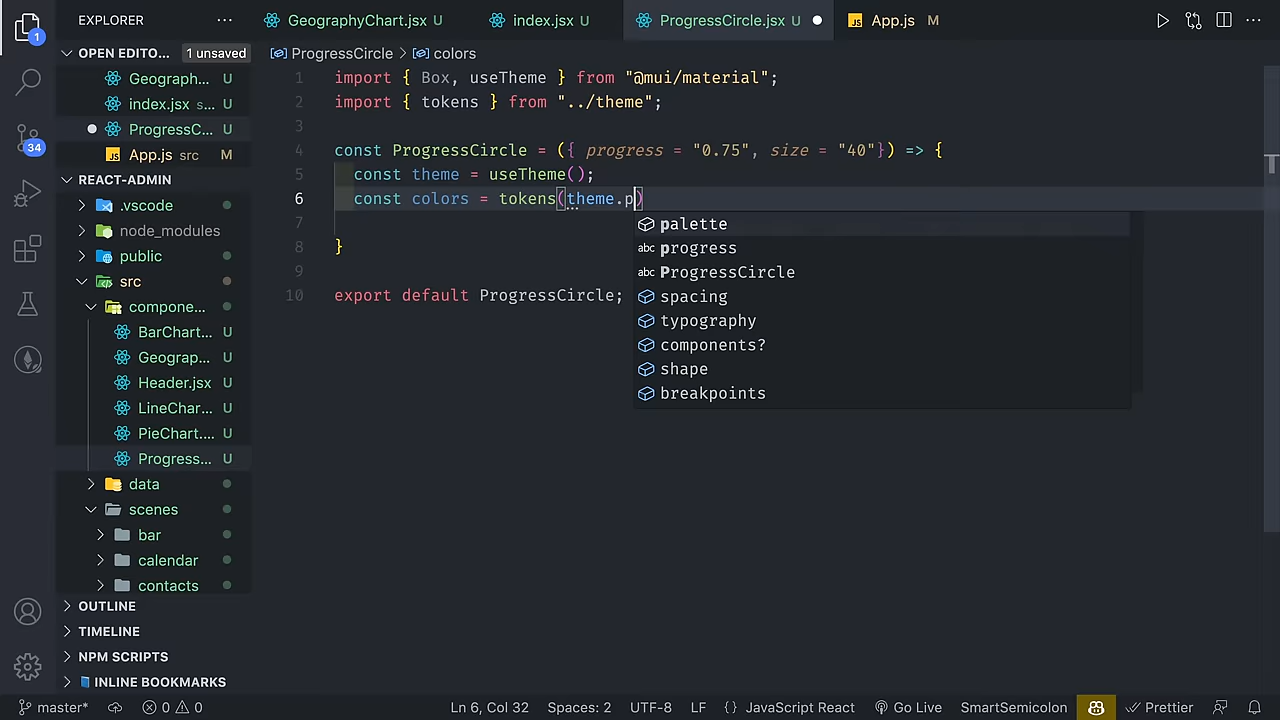 EXPLORER
GeographyChart.jsx U
index.jsx U
ProgressCircle.jsx U
App.js M
OPEN EDITO... 1 unsaved
ProgressCircle > colors
Geograph... U
index.jsx s... U
ProgressC... U
App.js src M
REACT-ADMIN
.vscode
node_modules
public
src
compone...
BarChart... U
Geograp... U
Header.jsx U
LineChar... U
PieChart.... U
Progress... U
data
scenes
bar
calendar
contacts
OUTLINE
TIMELINE
NPM SCRIPTS
INLINE BOOKMARKS
1
34
1 import { Box, useTheme } from "@mui/material";
2 import { tokens } from "../theme";
3
4 const ProgressCircle = ({ progress = "0.75", size = "40"}) => {
5 const theme = useTheme();
6 const colors = tokens(theme.p)
7
8 }
9
10 export default ProgressCircle;
palette
abc progress
abc ProgressCircle
spacing
typography
components?
shape
breakpoints
master* 0 0 Ln 6, Col 32 Spaces: 2 UTF-8 LF {} JavaScript React Go Live SmartSemicolon Prettier